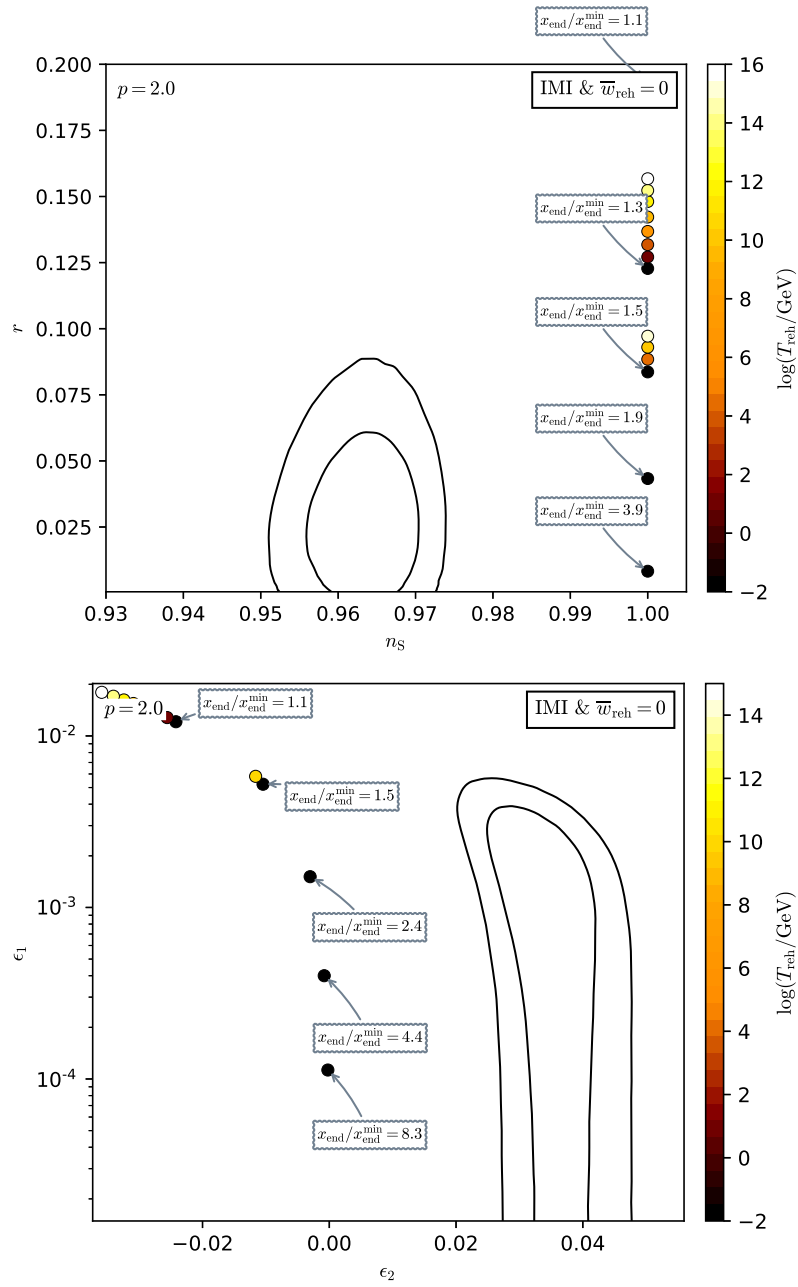 x_end/x_end^min = 1.1
0.200
p = 2.0
IMI & w̅_reh = 0
16
0.175
14
0.150
x_end/x_end^min = 1.3
12
0.125
10
r
0.100
x_end/x_end^min = 1.5
8
log(T_reh/GeV)
6
0.075
x_end/x_end^min = 1.9
4
0.050
2
x_end/x_end^min = 3.9
0.025
0
−2
0.93 0.94 0.95 0.96 0.97 0.98 0.99 1.00
n_S
p = 2.0
x_end/x_end^min = 1.1
IMI & w̅_reh = 0
14
10^−2
x_end/x_end^min = 1.5
12
10
10^−3
x_end/x_end^min = 2.4
8
ϵ_1
log(T_reh/GeV)
6
x_end/x_end^min = 4.4
4
10^−4
2
x_end/x_end^min = 8.3
0
−2
−0.02 0.00 0.02 0.04
ϵ_2